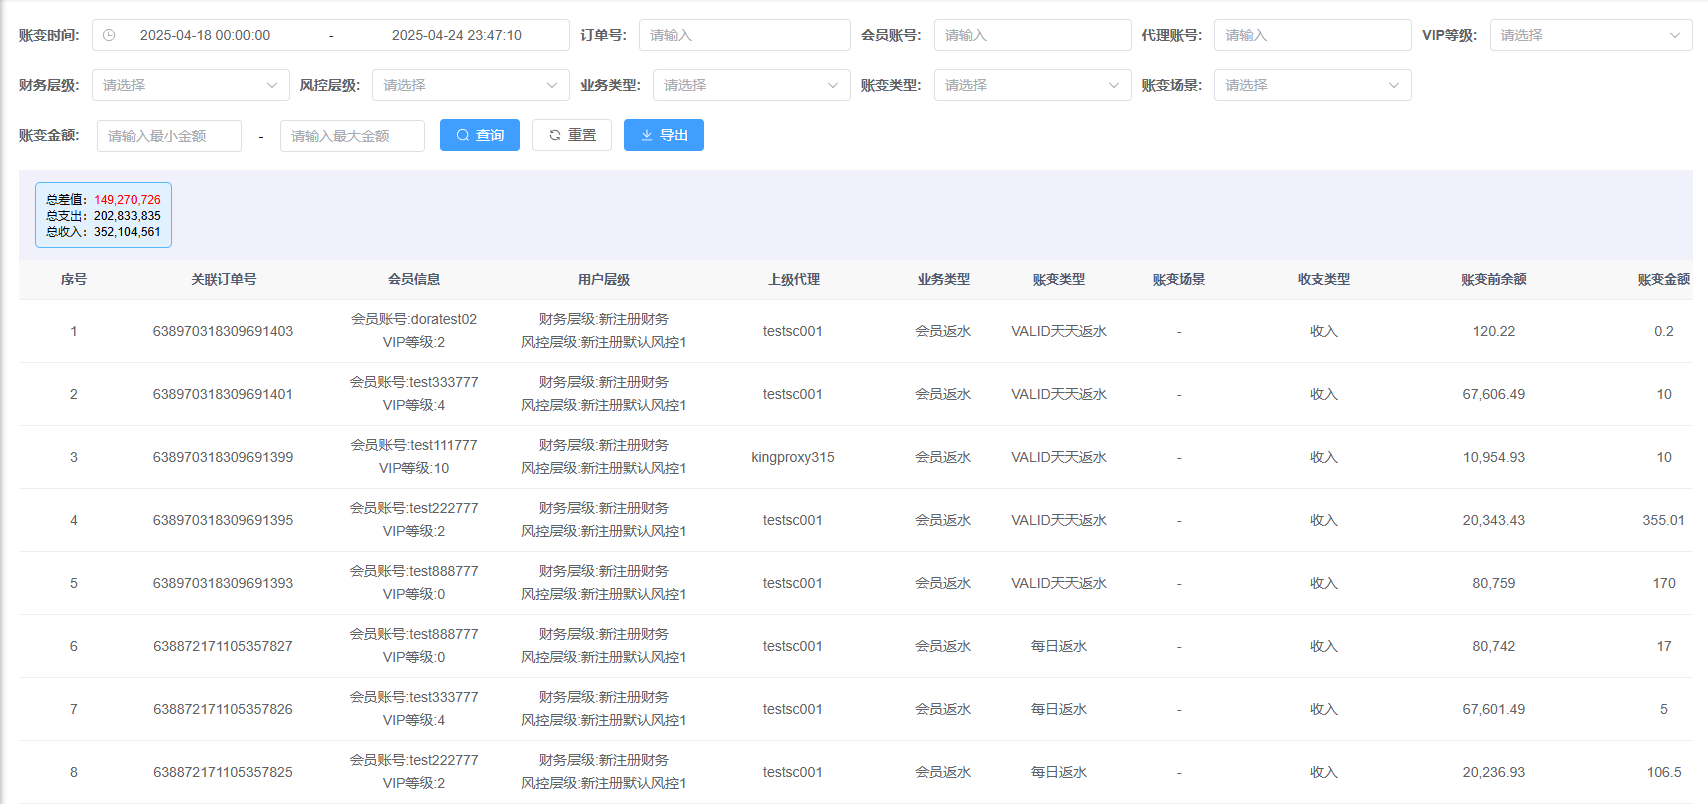 账变时间: 2025-04-18 00:00:00 - 2025-04-24 23:47:10 订单号: 请输入 会员账号: 请输入 代理账号: 请输入 VIP等级: 请选择
财务层级: 请选择 风控层级: 请选择 业务类型: 请选择 账变类型: 请选择 账变场景: 请选择
账变金额: 请输入最小金额 - 请输入最大金额 查询 重置 导出
总差值：149,270,726
总支出：202,833,835
总收入：352,104,561
序号 关联订单号 会员信息 用户层级 上级代理 业务类型 账变类型 账变场景 收支类型 账变前余额 账变金额
会员账号:doratest02 财务层级:新注册财务
1 638970318309691403 testsc001 会员返水 VALID天天返水 - 收入 120.22 0.2
VIP等级:2 风控层级:新注册默认风控1
会员账号:test333777 财务层级:新注册财务
2 638970318309691401 testsc001 会员返水 VALID天天返水 - 收入 67,606.49 10
VIP等级:4 风控层级:新注册默认风控1
会员账号:test111777 财务层级:新注册财务
3 638970318309691399 kingproxy315 会员返水 VALID天天返水 - 收入 10,954.93 10
VIP等级:10 风控层级:新注册默认风控1
会员账号:test222777 财务层级:新注册财务
4 638970318309691395 testsc001 会员返水 VALID天天返水 - 收入 20,343.43 355.01
VIP等级:2 风控层级:新注册默认风控1
会员账号:test888777 财务层级:新注册财务
5 638970318309691393 testsc001 会员返水 VALID天天返水 - 收入 80,759 170
VIP等级:0 风控层级:新注册默认风控1
会员账号:test888777 财务层级:新注册财务
6 638872171105357827 testsc001 会员返水 每日返水 - 收入 80,742 17
VIP等级:0 风控层级:新注册默认风控1
会员账号:test333777 财务层级:新注册财务
7 638872171105357826 testsc001 会员返水 每日返水 - 收入 67,601.49 5
VIP等级:4 风控层级:新注册默认风控1
会员账号:test222777 财务层级:新注册财务
8 638872171105357825 testsc001 会员返水 每日返水 - 收入 20,236.93 106.5
VIP等级:2 风控层级:新注册默认风控1